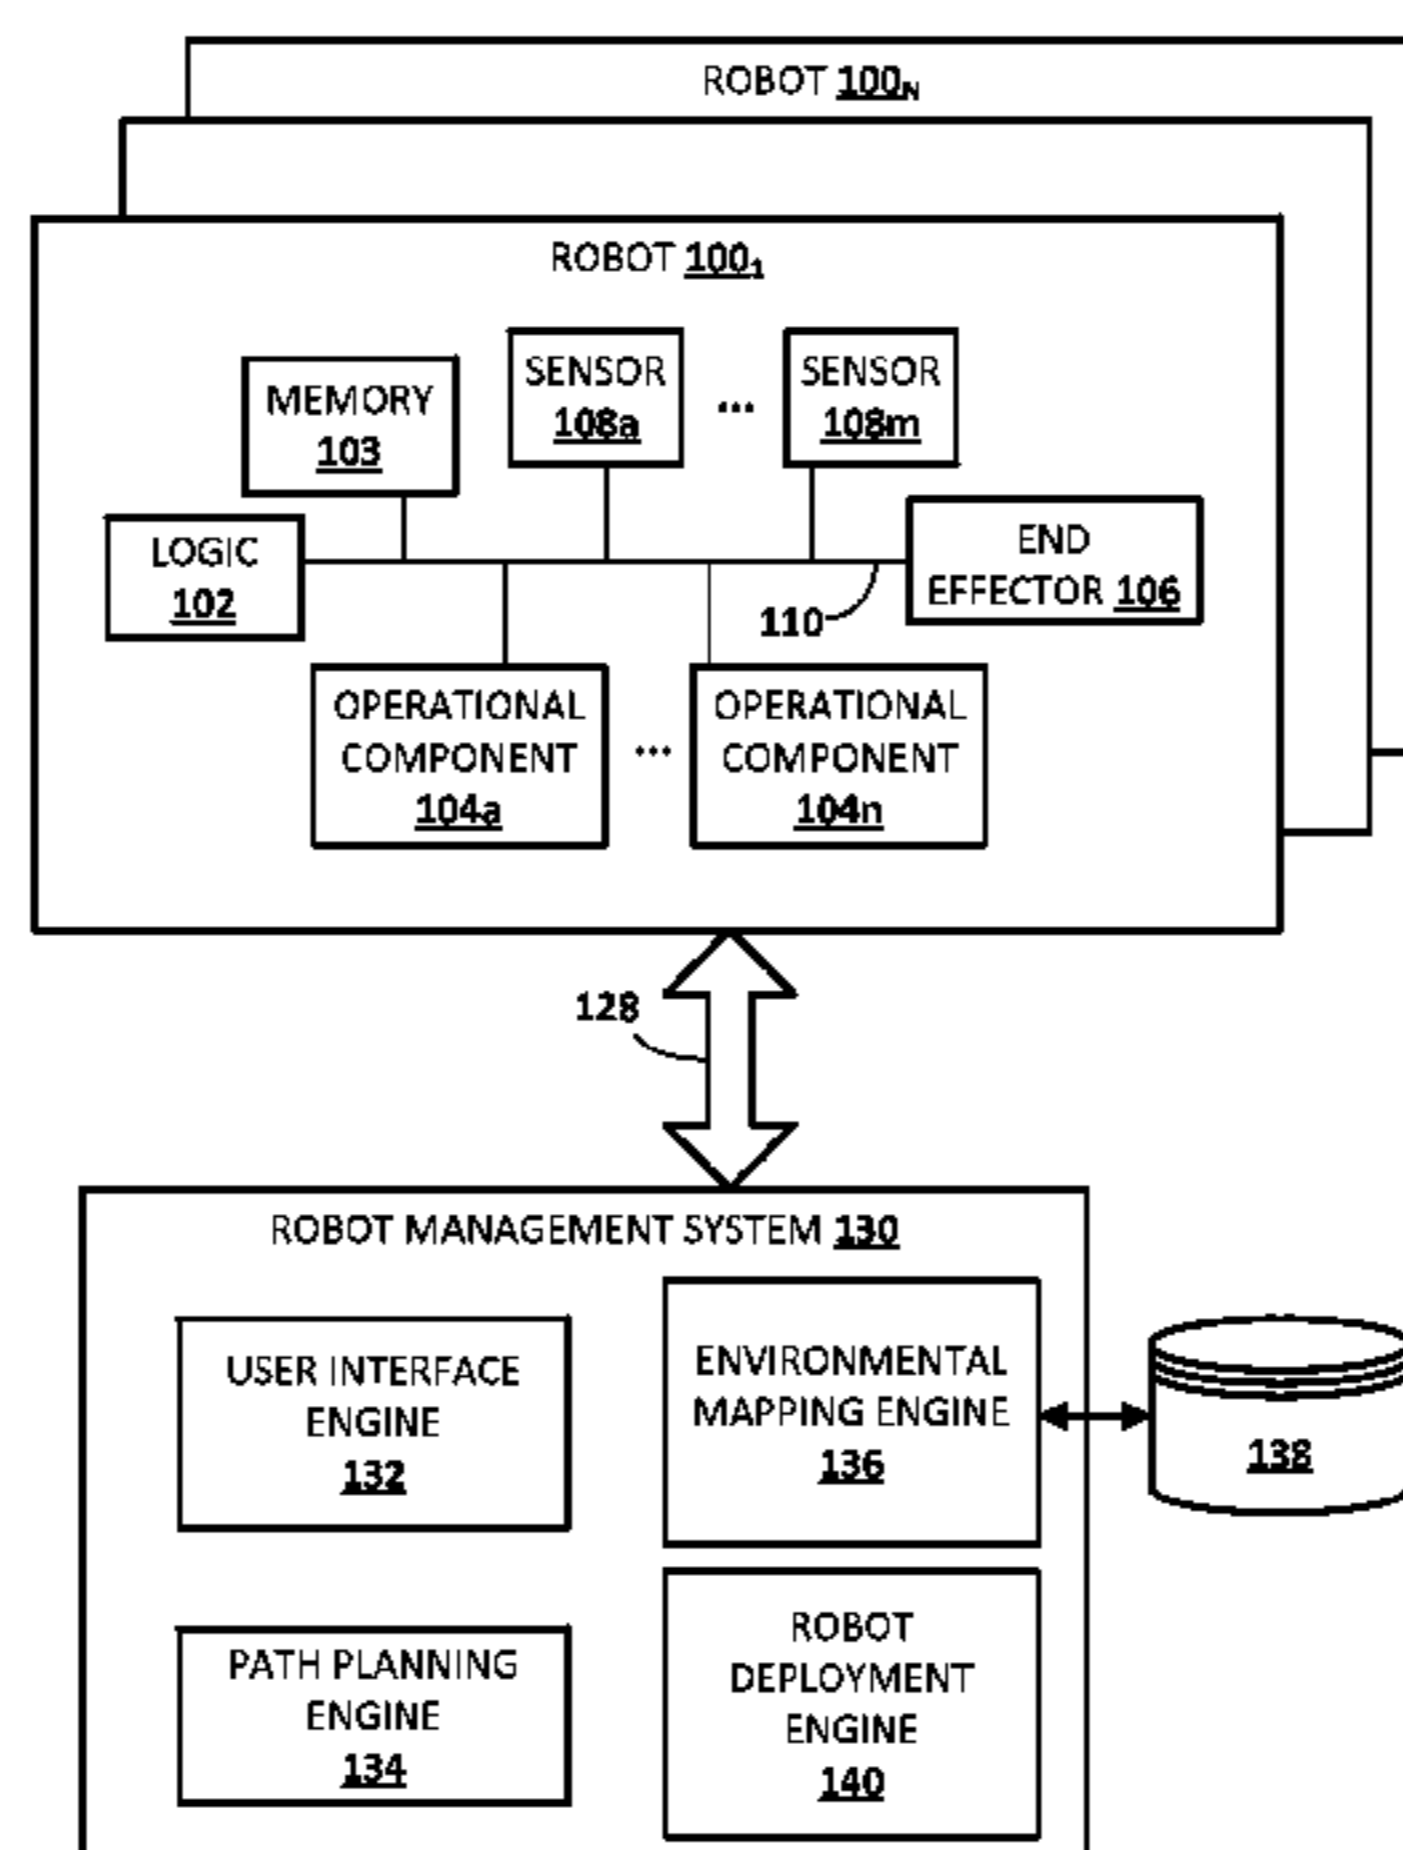 ROBOT 100N
ROBOT 1001
MEMORY
103
SENSOR
108a
...
SENSOR
108m
LOGIC
102
END
EFFECTOR 106
110
OPERATIONAL
COMPONENT
104a
...
OPERATIONAL
COMPONENT
104n
128
ROBOT MANAGEMENT SYSTEM 130
USER INTERFACE
ENGINE
132
ENVIRONMENTAL
MAPPING ENGINE
136
138
PATH PLANNING
ENGINE
134
ROBOT
DEPLOYMENT
ENGINE
140